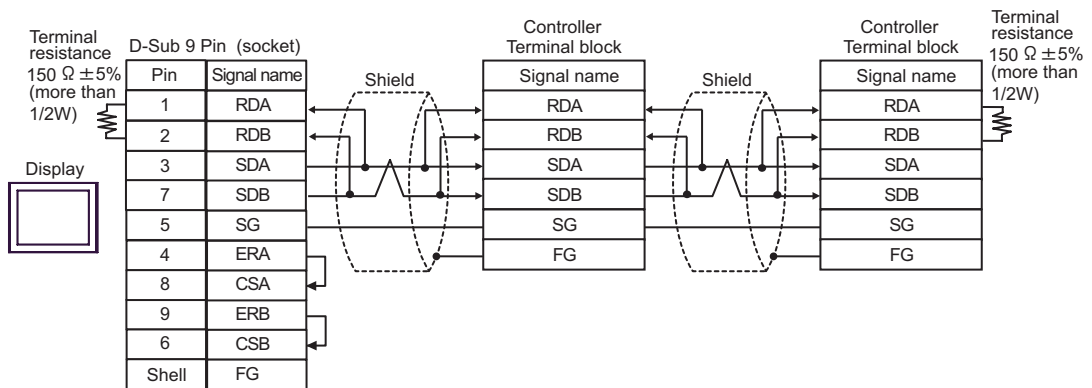 Terminal
resistance
150 Ω ±5%
(more than
1/2W)
D-Sub 9 Pin (socket)
Pin Signal name
1 RDA
2 RDB
3 SDA
7 SDB
5 SG
4 ERA
8 CSA
9 ERB
6 CSB
Shell FG
Display
Shield
Controller
Terminal block
Signal name
RDA
RDB
SDA
SDB
SG
FG
Shield
Controller
Terminal block
Signal name
RDA
RDB
SDA
SDB
SG
FG
Terminal
resistance
150 Ω ±5%
(more than
1/2W)